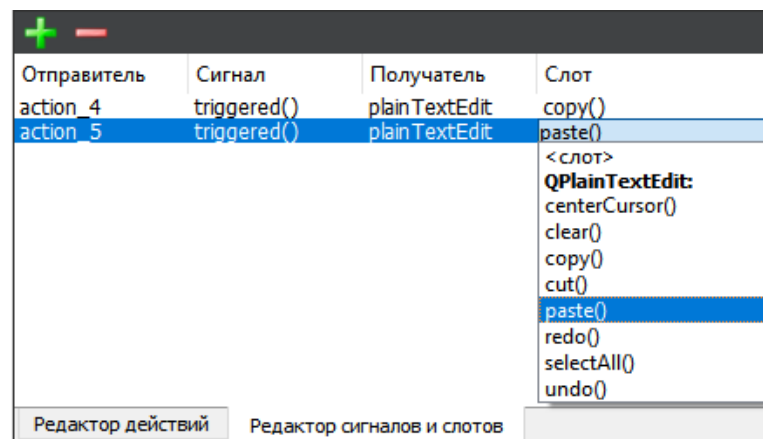 Отправитель Сигнал Получатель Слот
action_4 triggered() plainTextEdit copy()
action_5 triggered() plainTextEdit paste()
<слот>
QPlainTextEdit:
centerCursor()
clear()
copy()
cut()
paste()
redo()
selectAll()
undo()
Редактор действий Редактор сигналов и слотов